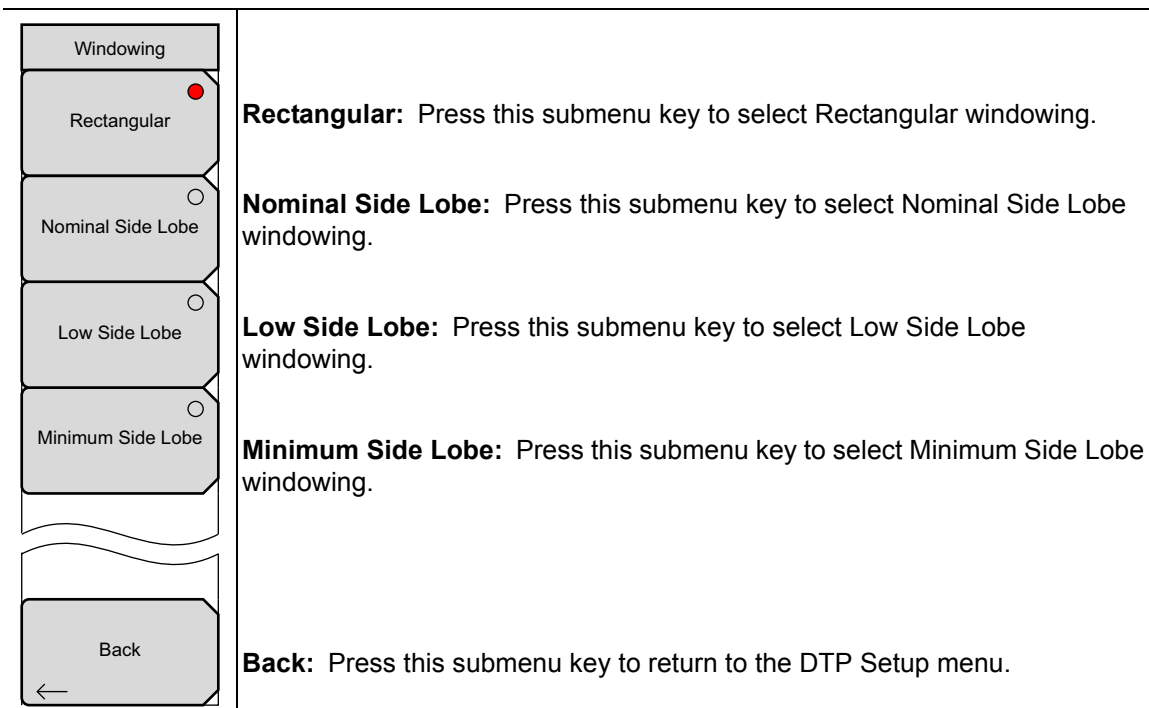 Windowing
Rectangular
Rectangular: Press this submenu key to select Rectangular windowing.
Nominal Side Lobe
Nominal Side Lobe: Press this submenu key to select Nominal Side Lobe
windowing.
Low Side Lobe
Low Side Lobe: Press this submenu key to select Low Side Lobe
windowing.
Minimum Side Lobe
Minimum Side Lobe: Press this submenu key to select Minimum Side Lobe
windowing.
Back
Back: Press this submenu key to return to the DTP Setup menu.